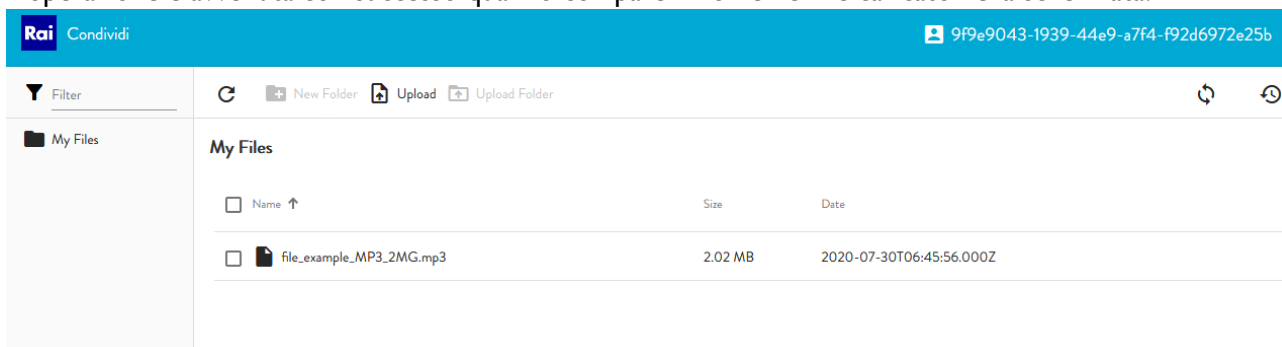 Rai Condividi 9f9e9043-1939-44e9-a7f4-f92d6972e25b
Filter New Folder Upload Upload Folder
My Files
My Files
Name Size Date
file_example_MP3_2MG.mp3 2.02 MB 2020-07-30T06:45:56.000Z